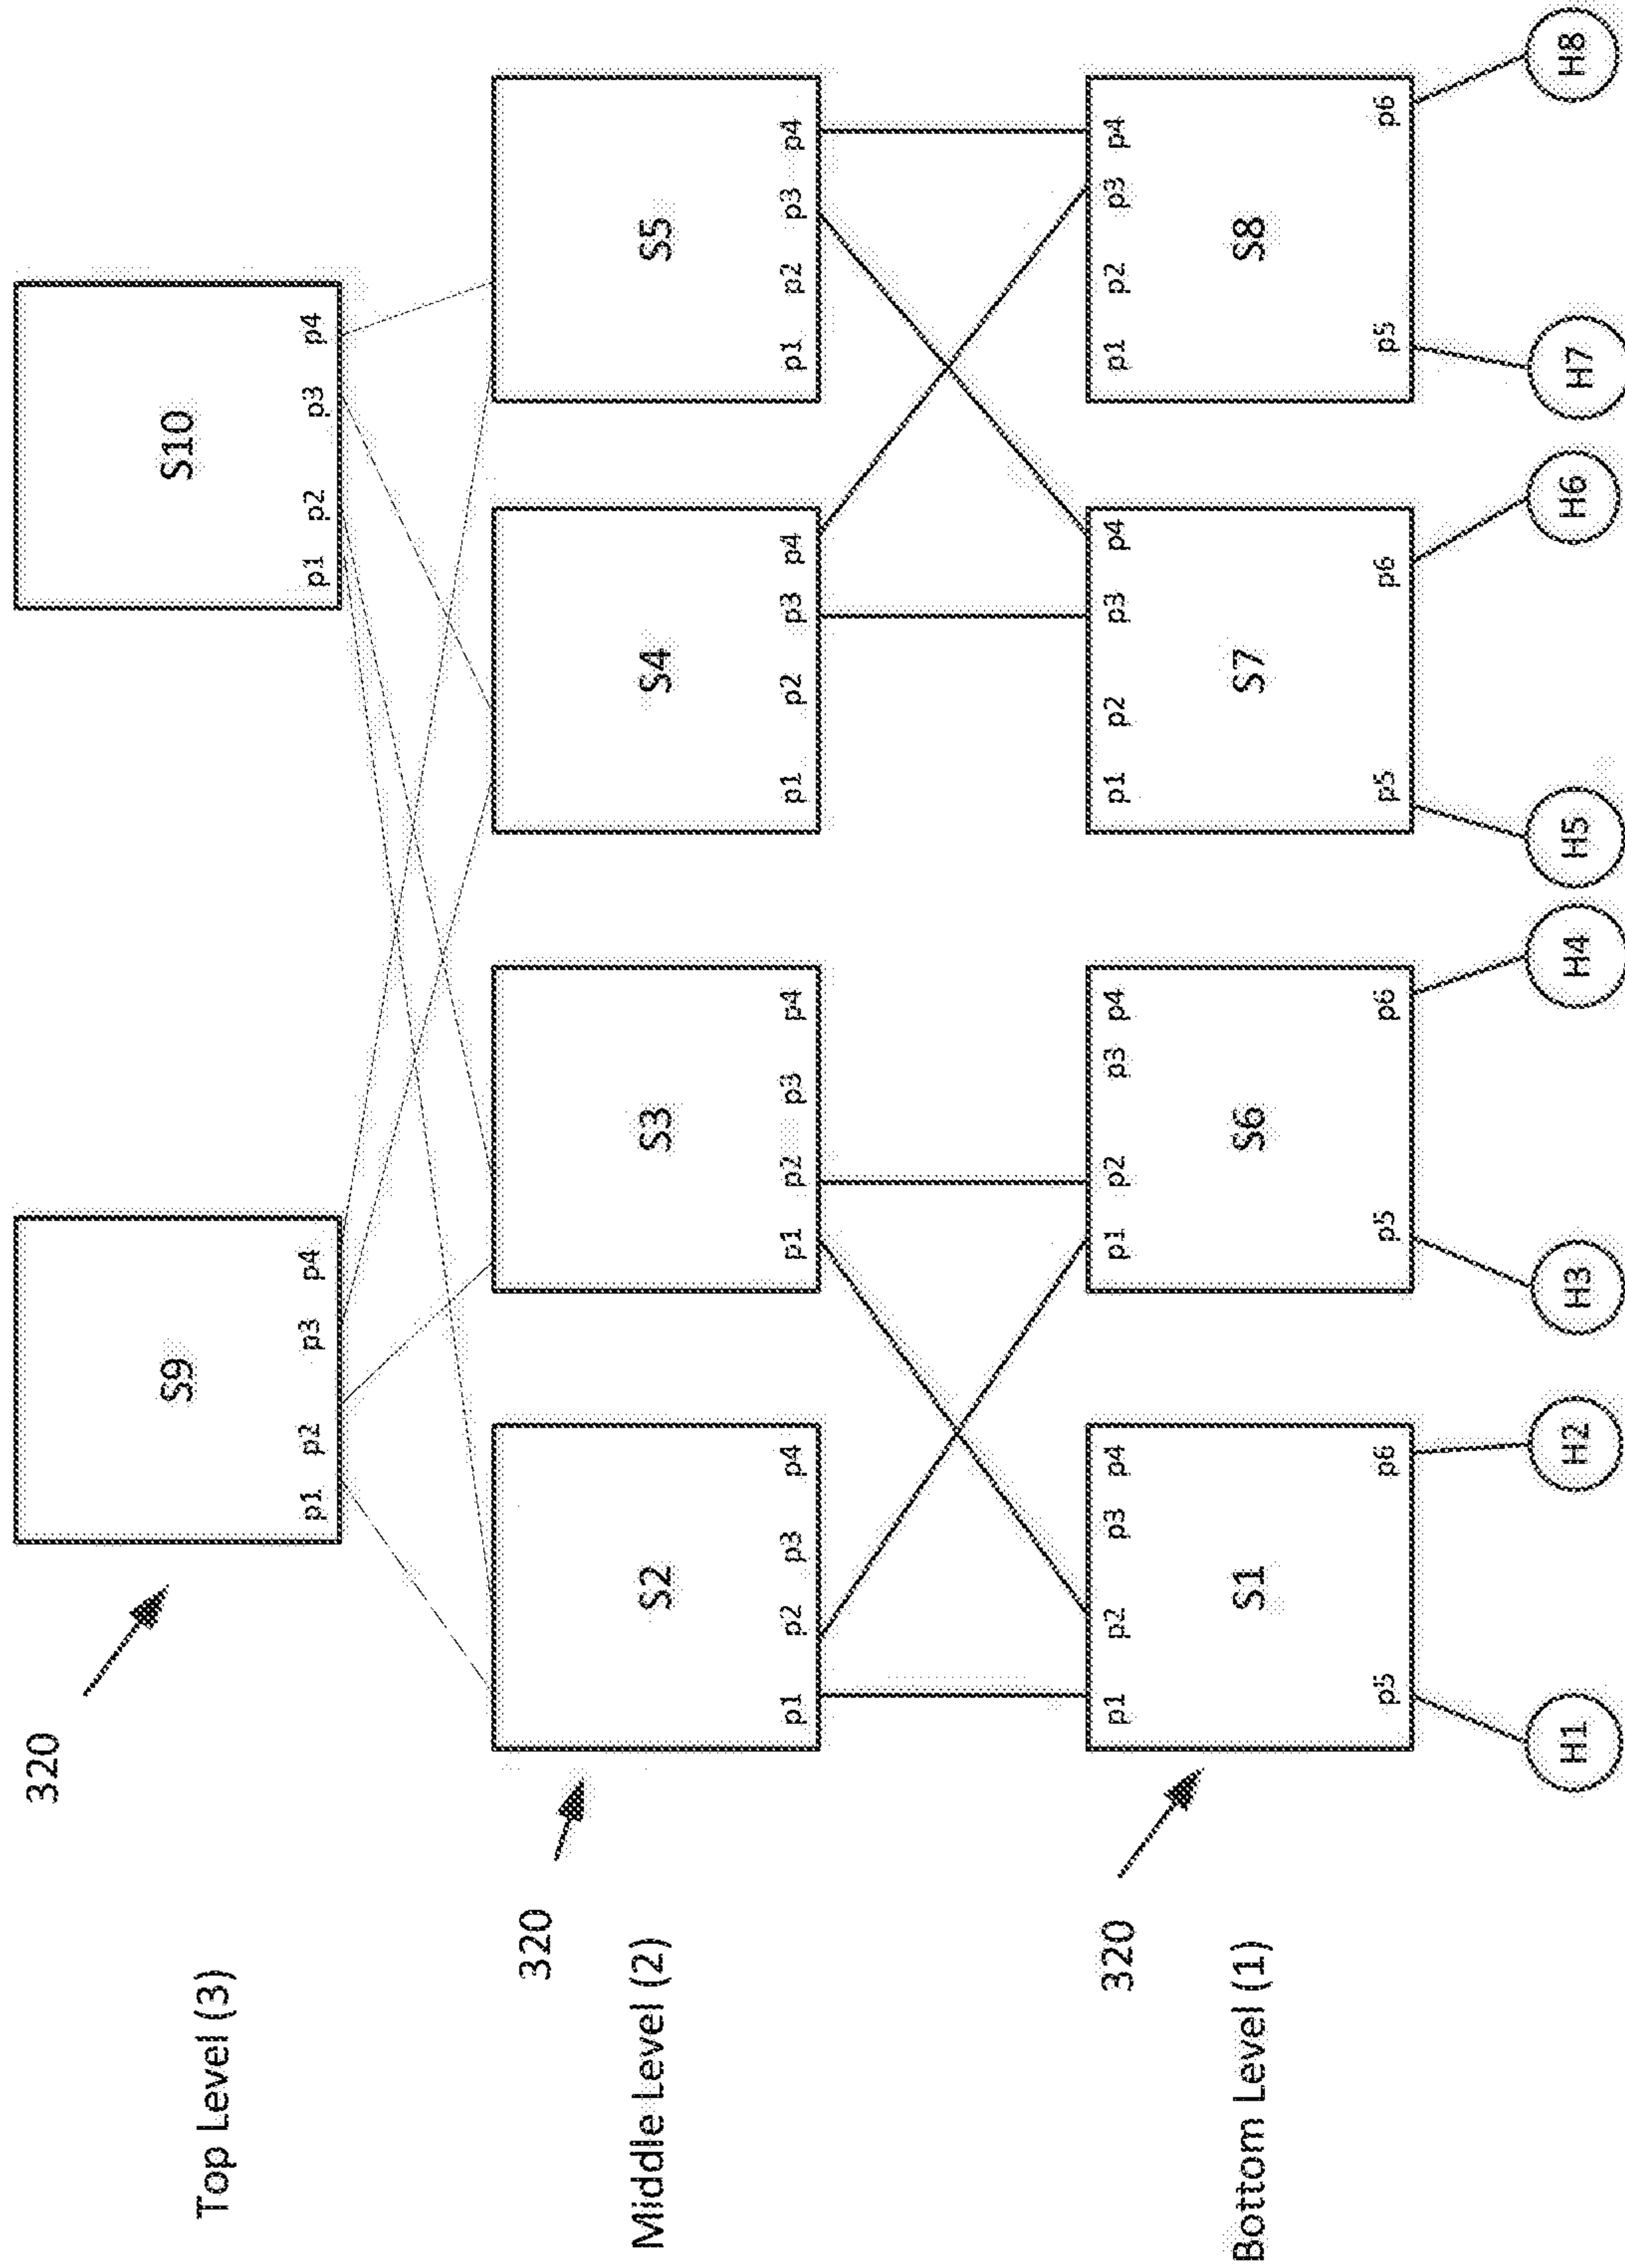 320
Top Level (3)
S9
p1 p2 p3 p4
S10
p1 p2 p3 p4
320
Middle Level (2)
S2
p1 p2 p3 p4
S3
p1 p2 p3 p4
S4
p1 p2 p3 p4
S5
p1 p2 p3 p4
320
Bottom Level (1)
p1 p2 p3 p4
S1
p5 p6
p1 p2 p3 p4
S6
p5 p6
p1 p2 p3 p4
S7
p5 p6
p1 p2 p3 p4
S8
p5 p6
H1
H2
H3
H4
H5
H6
H7
H8